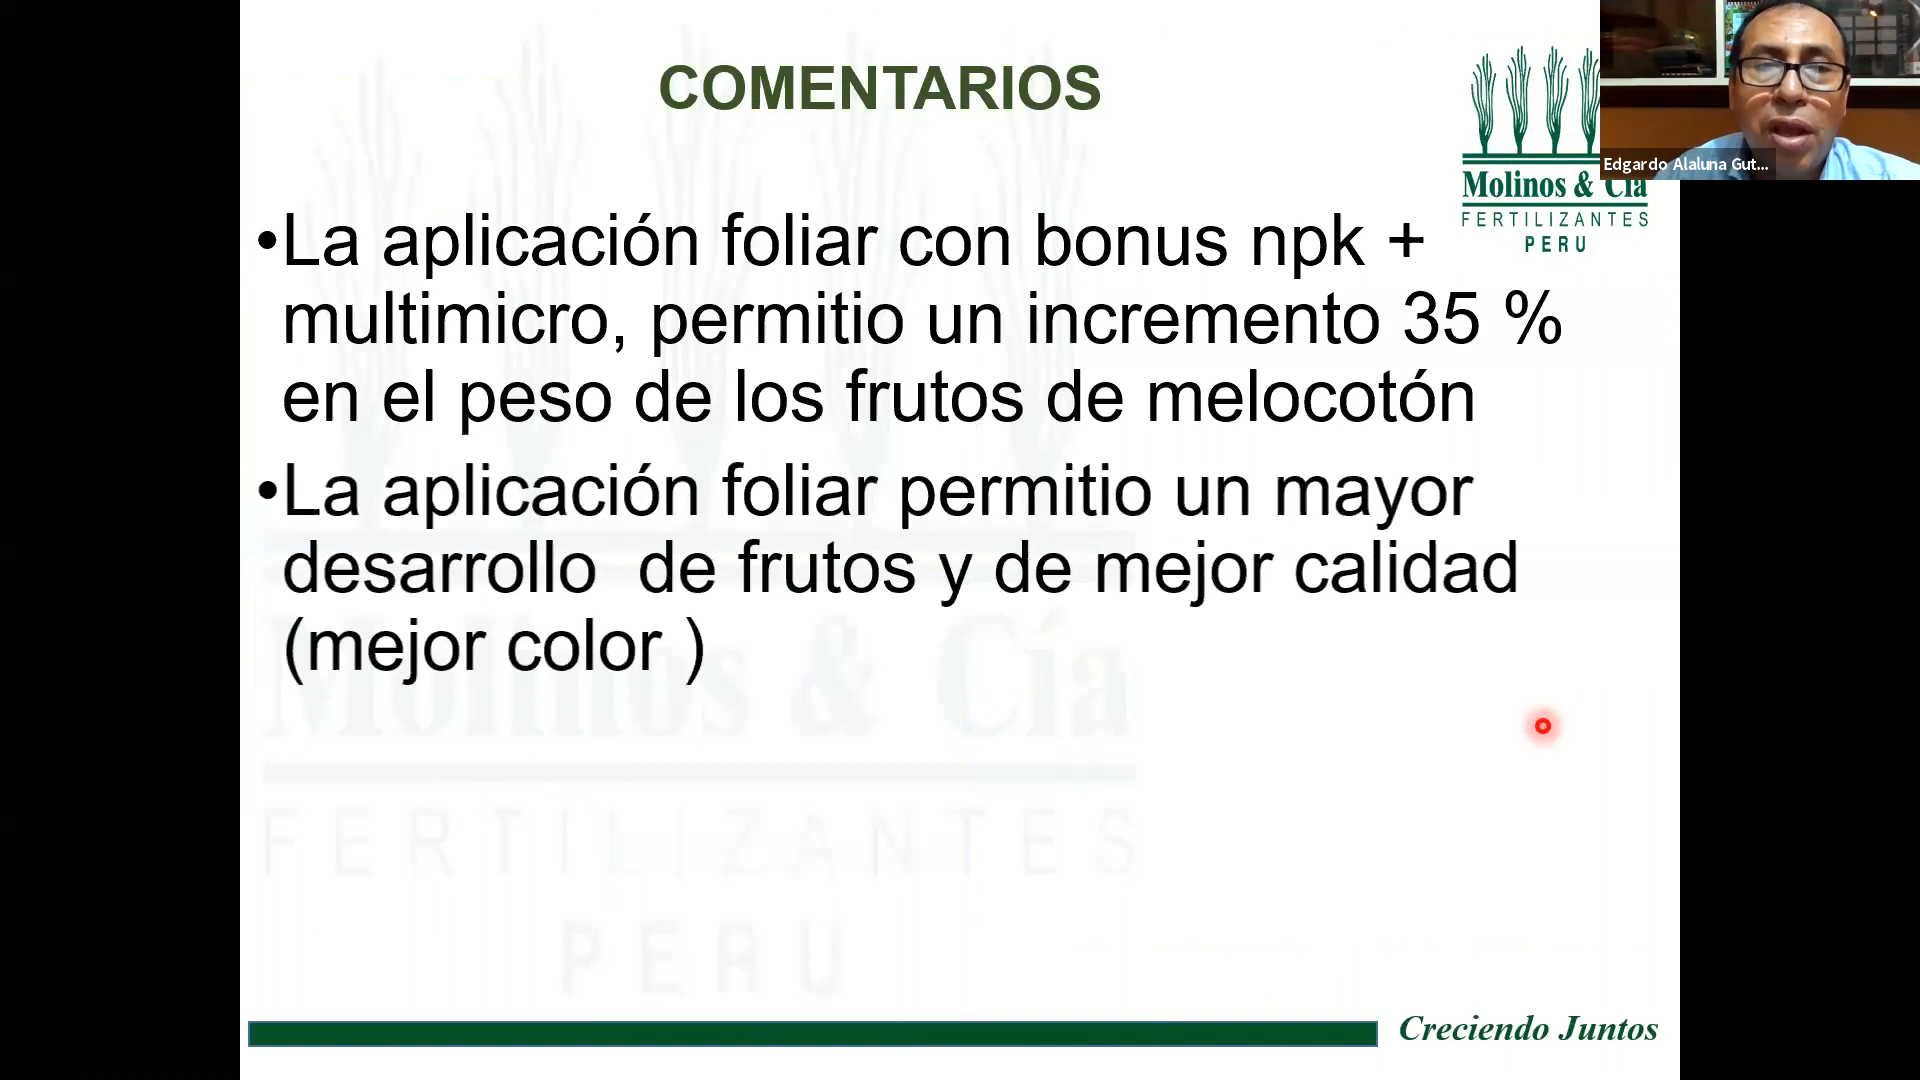 COMENTARIOS
Molinos & Cía
FERTILIZANTES
PERU
Edgardo Alaluna Gut...
•La aplicación foliar con bonus npk +
multimicro, permitio un incremento 35 %
en el peso de los frutos de melocotón
•La aplicación foliar permitio un mayor
desarrollo  de frutos y de mejor calidad
(mejor color )
Molinos & Cía
FERTILIZANTES
PERU
Creciendo Juntos